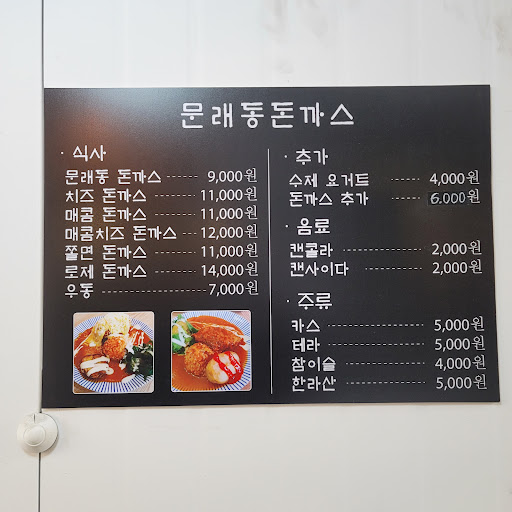 문래동돈까스
· 식사
문래동 돈까스 ------ 9,000원
치즈 돈까스 ------ 11,000원
매콤 돈까스 ------ 11,000원
매콤치즈 돈까스 --- 12,000원
쫄면 돈까스 ------ 11,000원
로제 돈까스 ------ 14,000원
우동 ------ 7,000원
· 추가
수제 요거트 ------ 4,000원
돈까스 추가 ------ 6,000원
· 음료
캔콜라 ------ 2,000원
캔사이다 ------ 2,000원
· 주류
카스 ------ 5,000원
테라 ------ 5,000원
참이슬 ------ 4,000원
한라산 ------ 5,000원